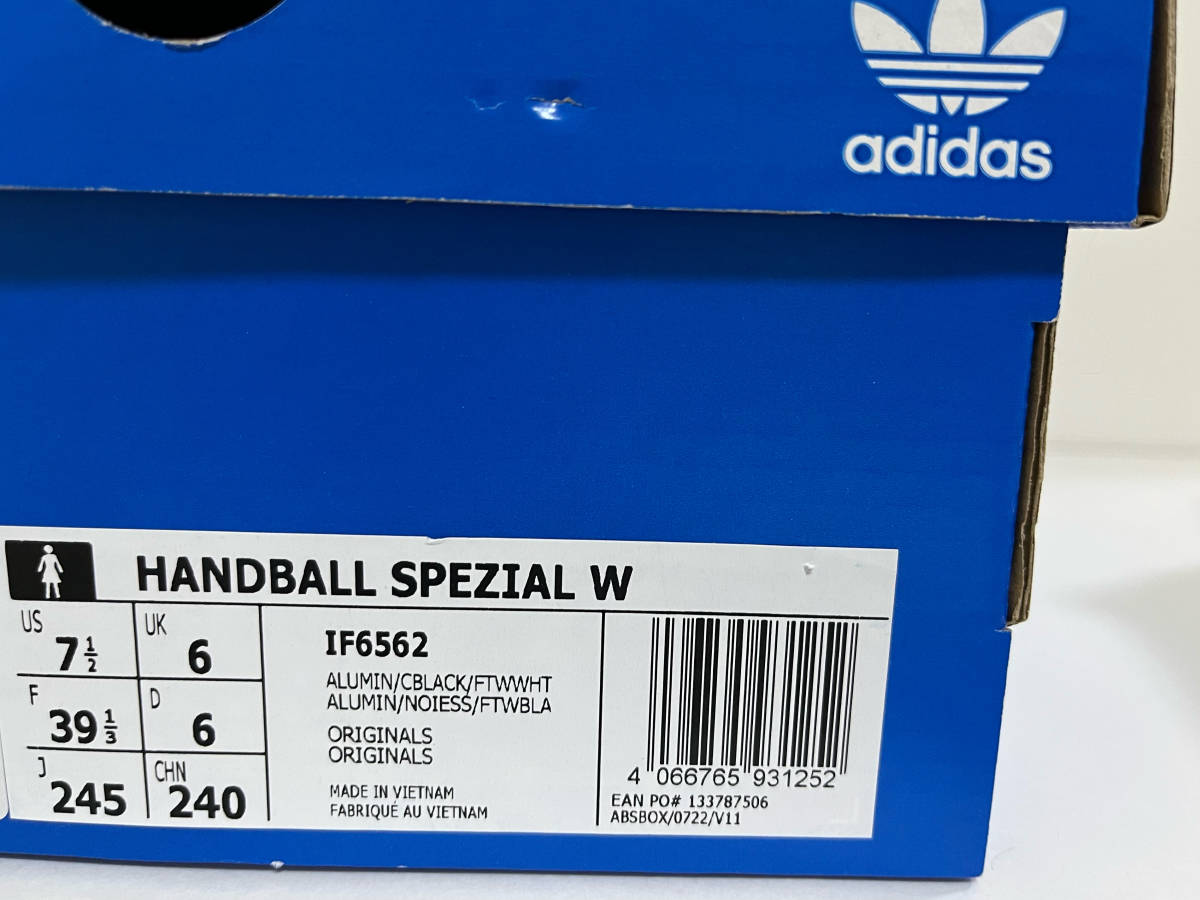 adidas
HANDBALL SPEZIAL W
US 7 1/2
UK 6
F 39 1/3
D 6
J 245
CHN 240
IF6562
ALUMIN/CBLACK/FTWWHT
ALUMIN/NOIESS/FTWBLA
ORIGINALS
ORIGINALS
MADE IN VIETNAM
FABRIQUÉ AU VIETNAM
4 066765 931252
EAN PO# 133787506
ABSBOX/0722/V11